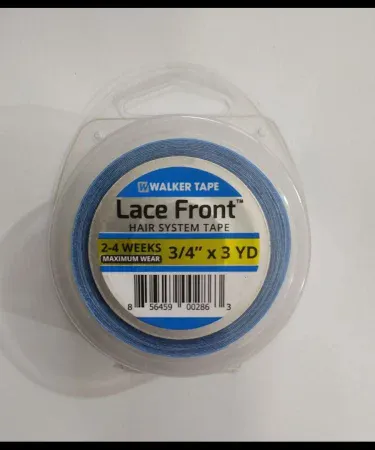 W WALKER TAPE
Lace Front™
HAIR SYSTEM TAPE
2-4 WEEKS
MAXIMUM WEAR
3/4" x 3 YD
8 56459 00286 3